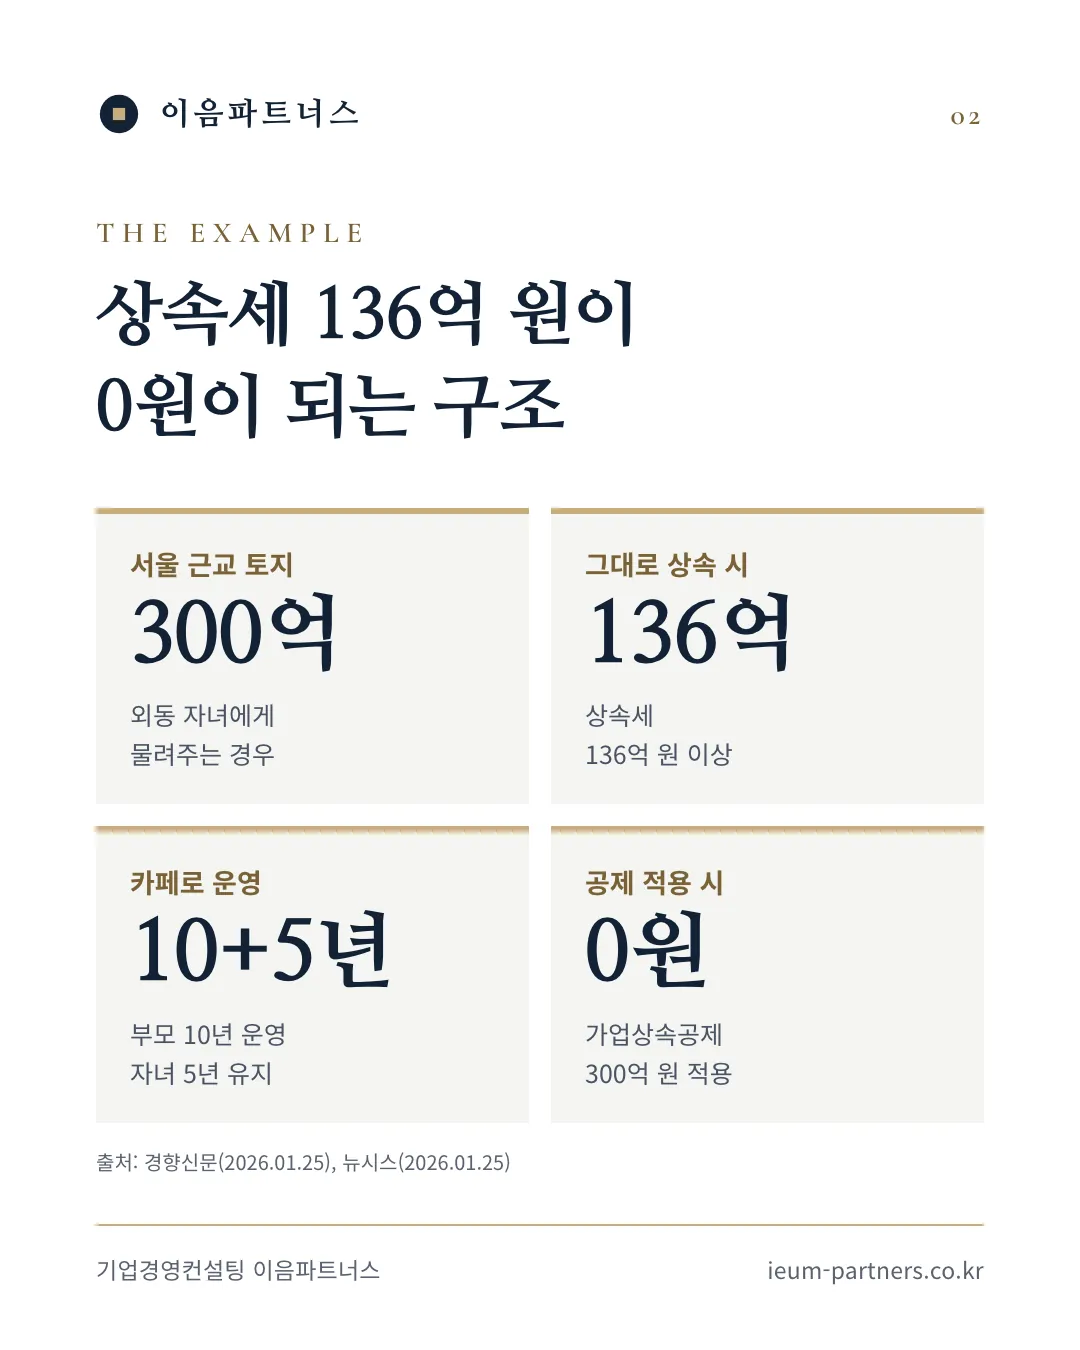 이음파트너스
02
THE EXAMPLE
상속세 136억 원이
0원이 되는 구조
서울 근교 토지
300억
외동 자녀에게
물려주는 경우
그대로 상속 시
136억
상속세
136억 원 이상
카페로 운영
10+5년
부모 10년 운영
자녀 5년 유지
공제 적용 시
0원
가업상속공제
300억 원 적용
출처: 경향신문(2026.01.25), 뉴시스(2026.01.25)
기업경영컨설팅 이음파트너스
ieum-partners.co.kr